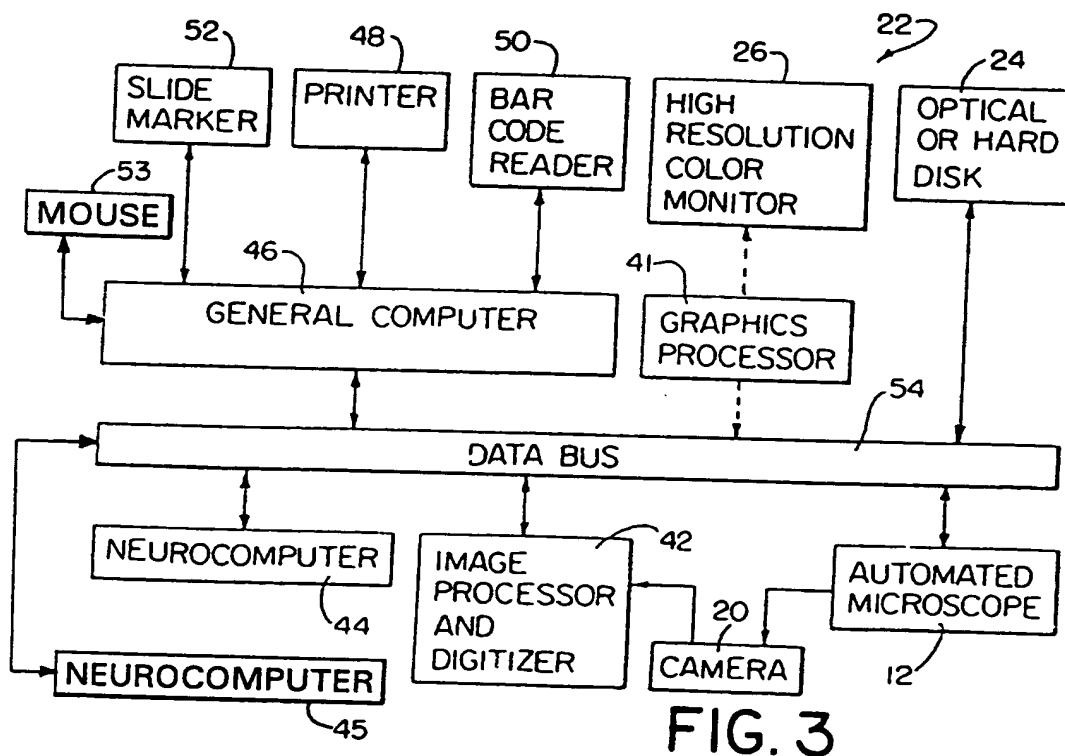 52
SLIDE
MARKER
48
PRINTER
50
BAR
CODE
READER
26
HIGH
RESOLUTION
COLOR
MONITOR
22
24
OPTICAL
OR HARD
DISK
53
MOUSE
46
GENERAL COMPUTER
41
GRAPHICS
PROCESSOR
54
DATA BUS
NEUROCOMPUTER
44
42
IMAGE
PROCESSOR
AND
DIGITIZER
20
CAMERA
AUTOMATED
MICROSCOPE
12
NEUROCOMPUTER
45
FIG. 3